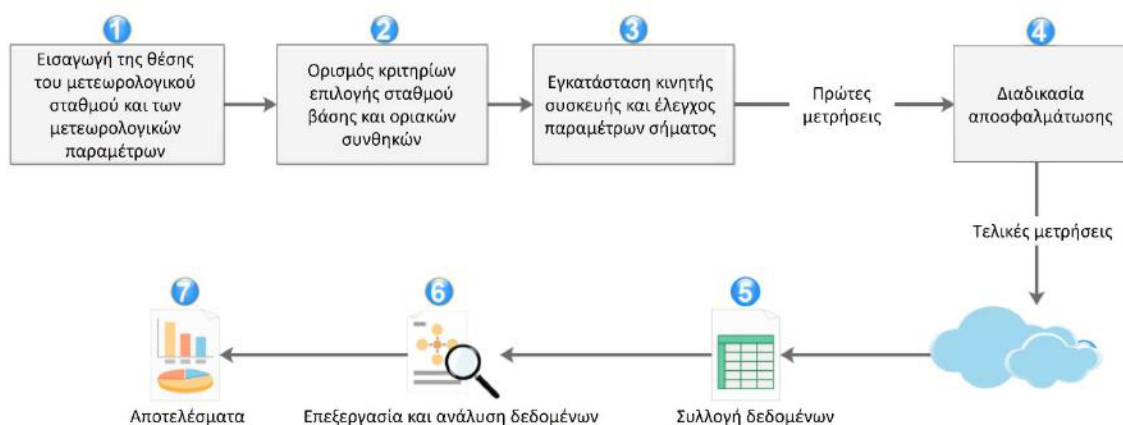 1
Εισαγωγή της θέσης
του μετεωρολογικού
σταθμού και των
μετεωρολογικών
παραμέτρων
2
Ορισμός κριτηρίων
επιλογής σταθμού
βάσης και οριακών
συνθηκών
3
Εγκατάσταση κινητής
συσκευής και έλεγχος
παραμέτρων σήματος
Πρώτες
μετρήσεις
4
Διαδικασία
αποσφαλμάτωσης
Τελικές μετρήσεις
5
Συλλογή δεδομένων
6
Επεξεργασία και ανάλυση δεδομένων
7
Αποτελέσματα